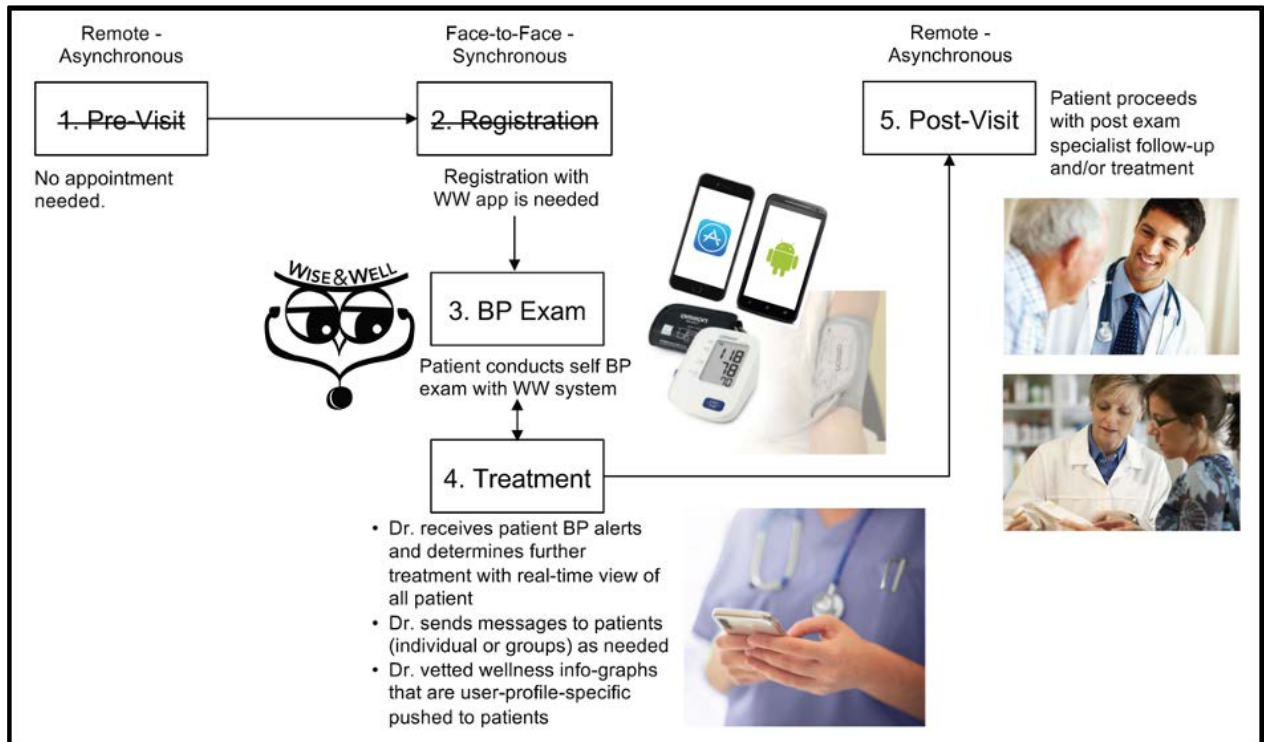 Remote -
Asynchronous
1. Pre-Visit
No appointment
needed.
Face-to-Face -
Synchronous
2. Registration
Registration with
WW app is needed
WISE&WELL
3. BP Exam
Patient conducts self BP
exam with WW system
4. Treatment
• Dr. receives patient BP alerts
and determines further
treatment with real-time view of
all patient
• Dr. sends messages to patients
(individual or groups) as needed
• Dr. vetted wellness info-graphs
that are user-profile-specific
pushed to patients
OMRON
118
78
Remote -
Asynchronous
5. Post-Visit
Patient proceeds
with post exam
specialist follow-up
and/or treatment